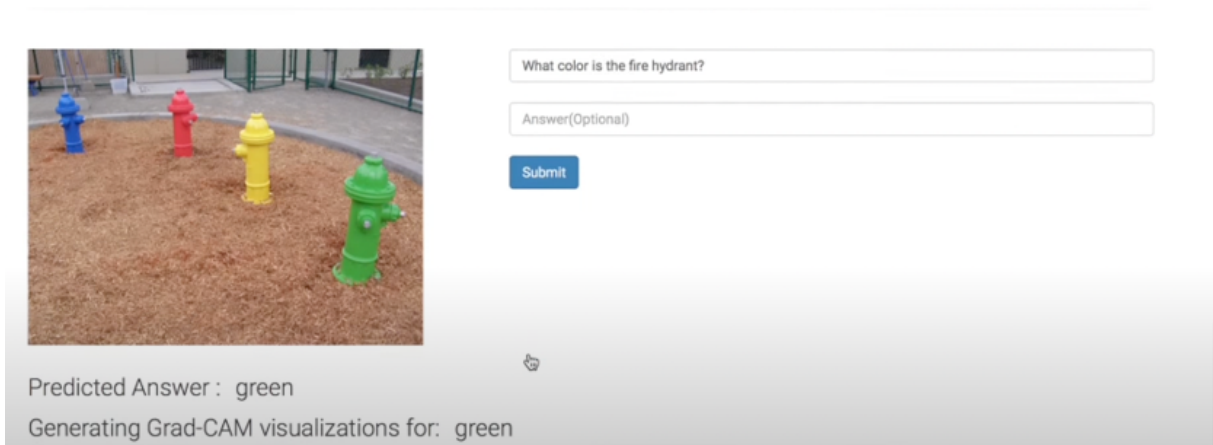 What color is the fire hydrant?
Answer(Optional)
Submit
Predicted Answer : green
Generating Grad-CAM visualizations for: green